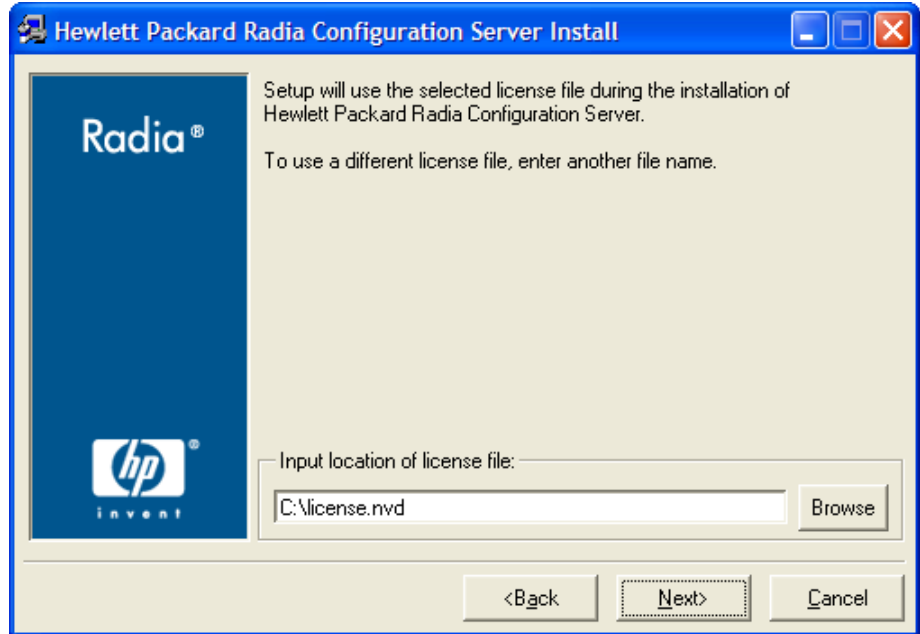 Hewlett Packard Radia Configuration Server Install
Radia®
Setup will use the selected license file during the installation of
Hewlett Packard Radia Configuration Server.
To use a different license file, enter another file name.
hp®
invent
Input location of license file:
C:\license.nvd
Browse
<Back
Next>
Cancel